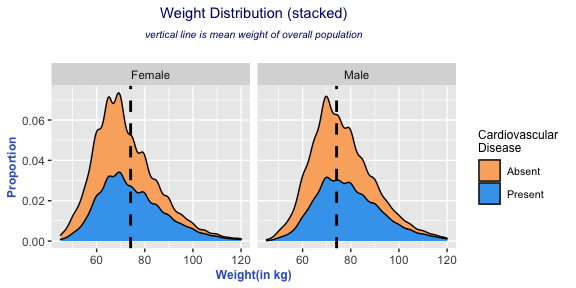 Weight Distribution (stacked)
vertical line is mean weight of overall population
Female
Male
Proportion
0.06
0.04
0.02
0.00
60
80
100
120
60
80
100
120
Weight(in kg)
Cardiovascular
Disease
Absent
Present